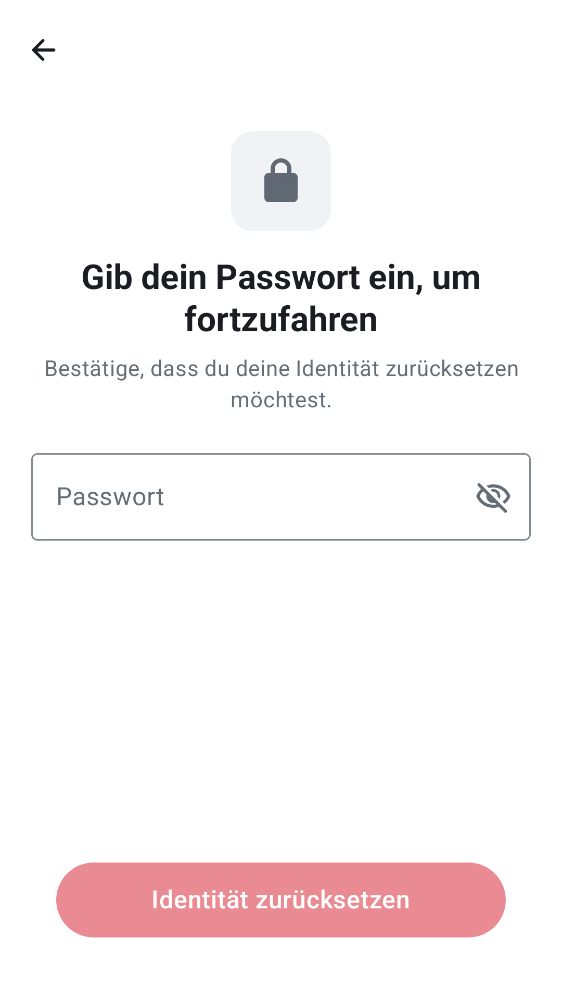 Gib dein Passwort ein, um
fortzufahren
Bestätige, dass du deine Identität zurücksetzen
möchtest.
Passwort
Identität zurücksetzen